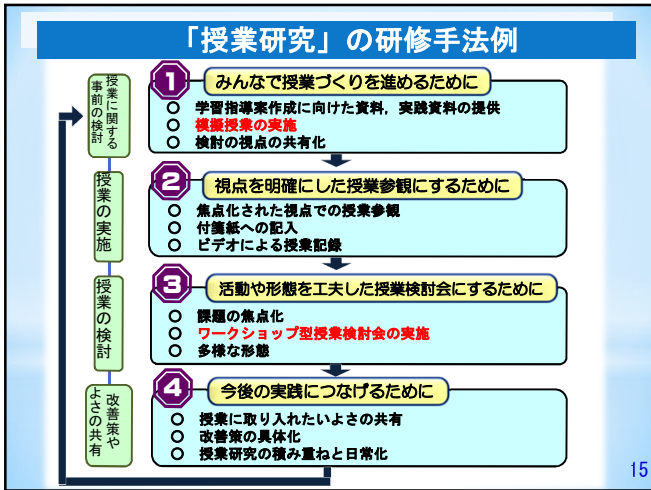 「授業研究」の研修手法例
授業に関する
事前の検討
1
みんなで授業づくりを進めるために
○ 学習指導案作成に向けた資料，実践資料の提供
○ 模擬授業の実施
○ 検討の視点の共有化
授業の実施
2
視点を明確にした授業参観にするために
○ 焦点化された視点での授業参観
○ 付箋紙への記入
○ ビデオによる授業記録
授業の検討
3
活動や形態を工夫した授業検討会にするために
○ 課題の焦点化
○ ワークショップ型授業検討会の実施
○ 多様な形態
改善策や
よさの共有
4
今後の実践につなげるために
○ 授業に取り入れたいよさの共有
○ 改善策の具体化
○ 授業研究の積み重ねと日常化
15